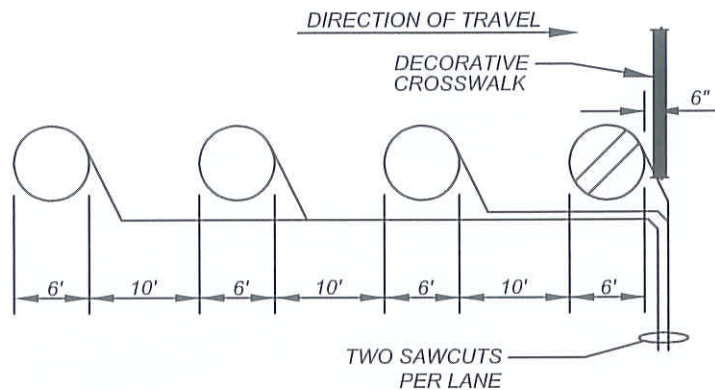 DIRECTION OF TRAVEL
DECORATIVE
CROSSWALK
6"
6'
10'
6'
10'
6'
10'
6'
TWO SAWCUTS
PER LANE